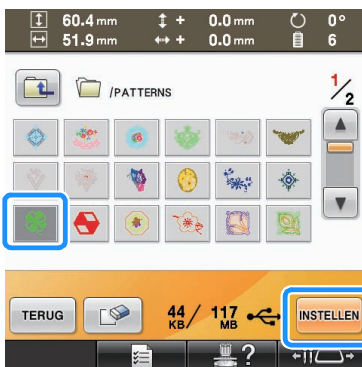 60.4 mm + 0.0 mm 0°
51.9 mm + 0.0 mm 6
/PATTERNS
1/2
TERUG 44 KB/ 117 MB INSTELLEN
?